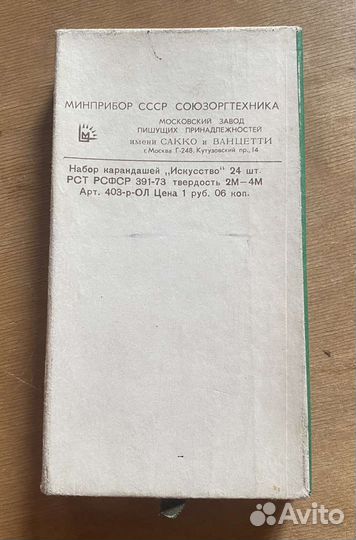 МИНПРИБОР СССР СОЮЗОРГТЕХНИКА
М
МОСКОВСКИЙ ЗАВОД
ПИШУЩИХ ПРИНАДЛЕЖНОСТЕЙ
имени САККО и ВАНЦЕТТИ
г. Москва Г-248, Кутузовский пр., 14
Набор карандашей „Искусство" 24 шт.
РСТ РСФСР 391-73 твердость 2М—4М
Арт. 403-р-ОЛ Цена 1 руб. 06 коп.
Avito